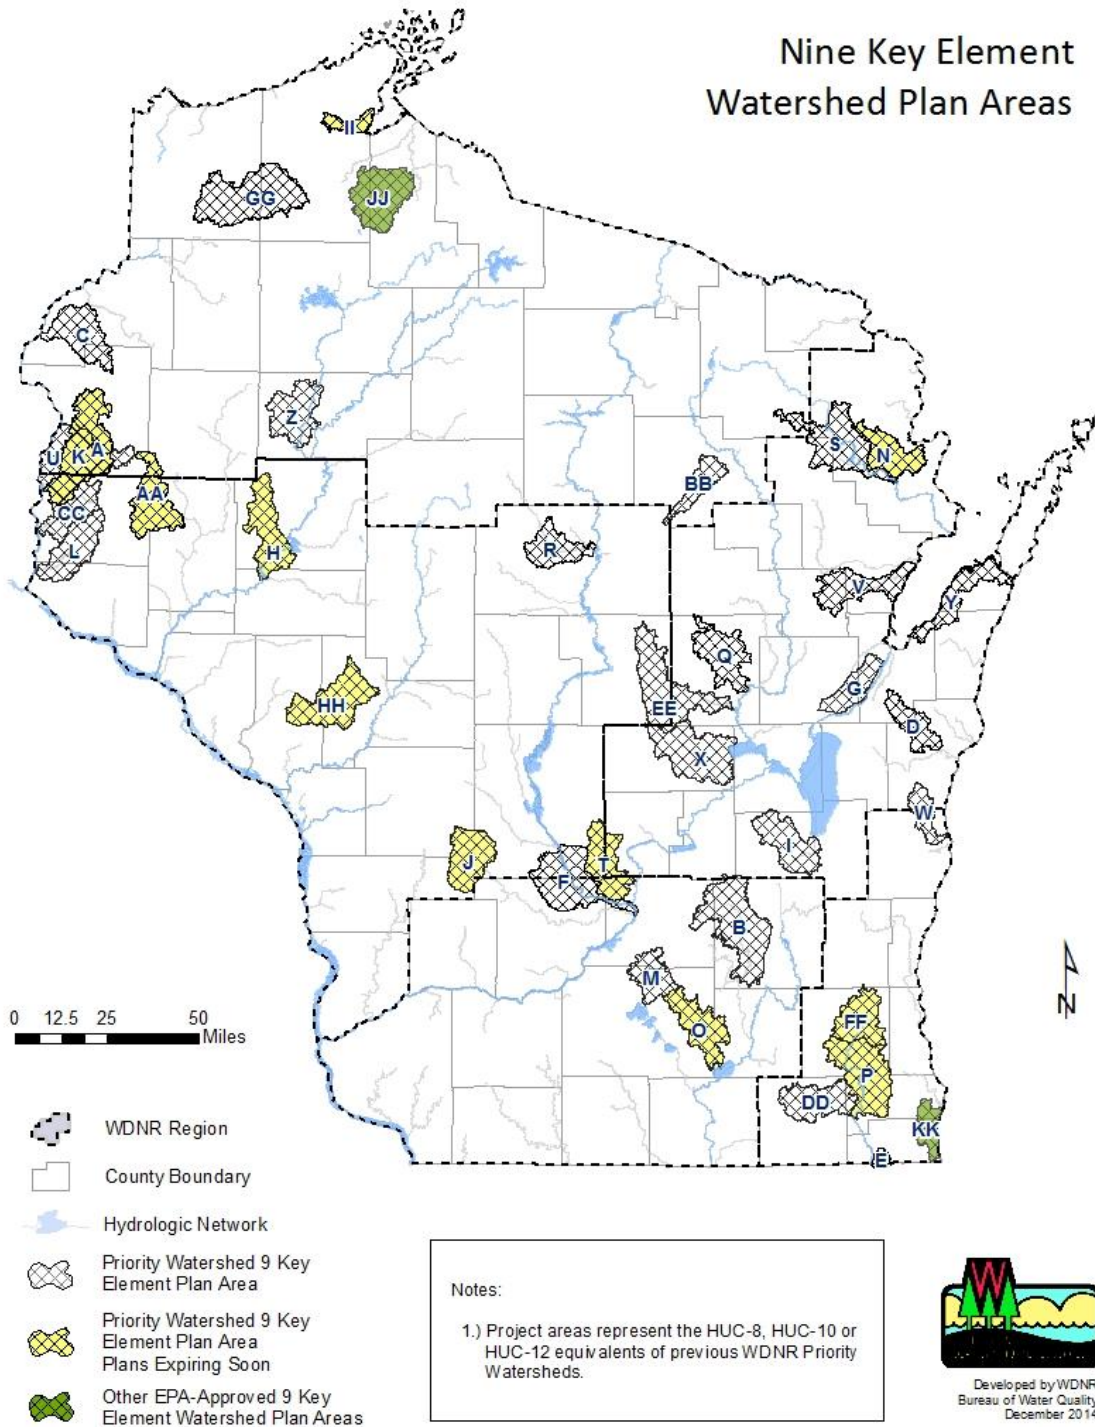 Nine Key Element
Watershed Plan Areas
II
GG
JJ
C
Z
U
K
A
S
N
BB
AA
CC
H
L
R
V
Y
Q
G
HH
EE
D
X
W
J
T
I
F
B
M
O
FF
P
DD
KK
E
N
0 12.5 25 50
Miles
WDNR Region
County Boundary
Hydrologic Network
Priority Watershed 9 Key
Element Plan Area
Priority Watershed 9 Key
Element Plan Area
Plans Expiring Soon
Other EPA-Approved 9 Key
Element Watershed Plan Areas
Notes:
1.) Project areas represent the HUC-8, HUC-10 or
HUC-12 equivalents of previous WDNR Priority
Watersheds.
W
Developed by WDNR
Bureau of Water Quality
December 2014